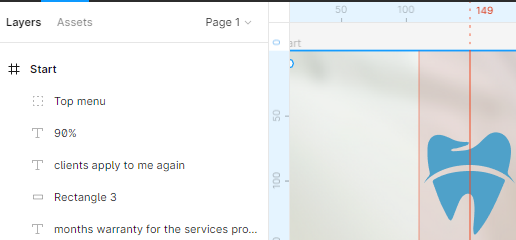 Layers Assets Page 1
50 100 149
0
art
Start
Top menu
90%
50
clients apply to me again
100
Rectangle 3
months warranty for the services pro...